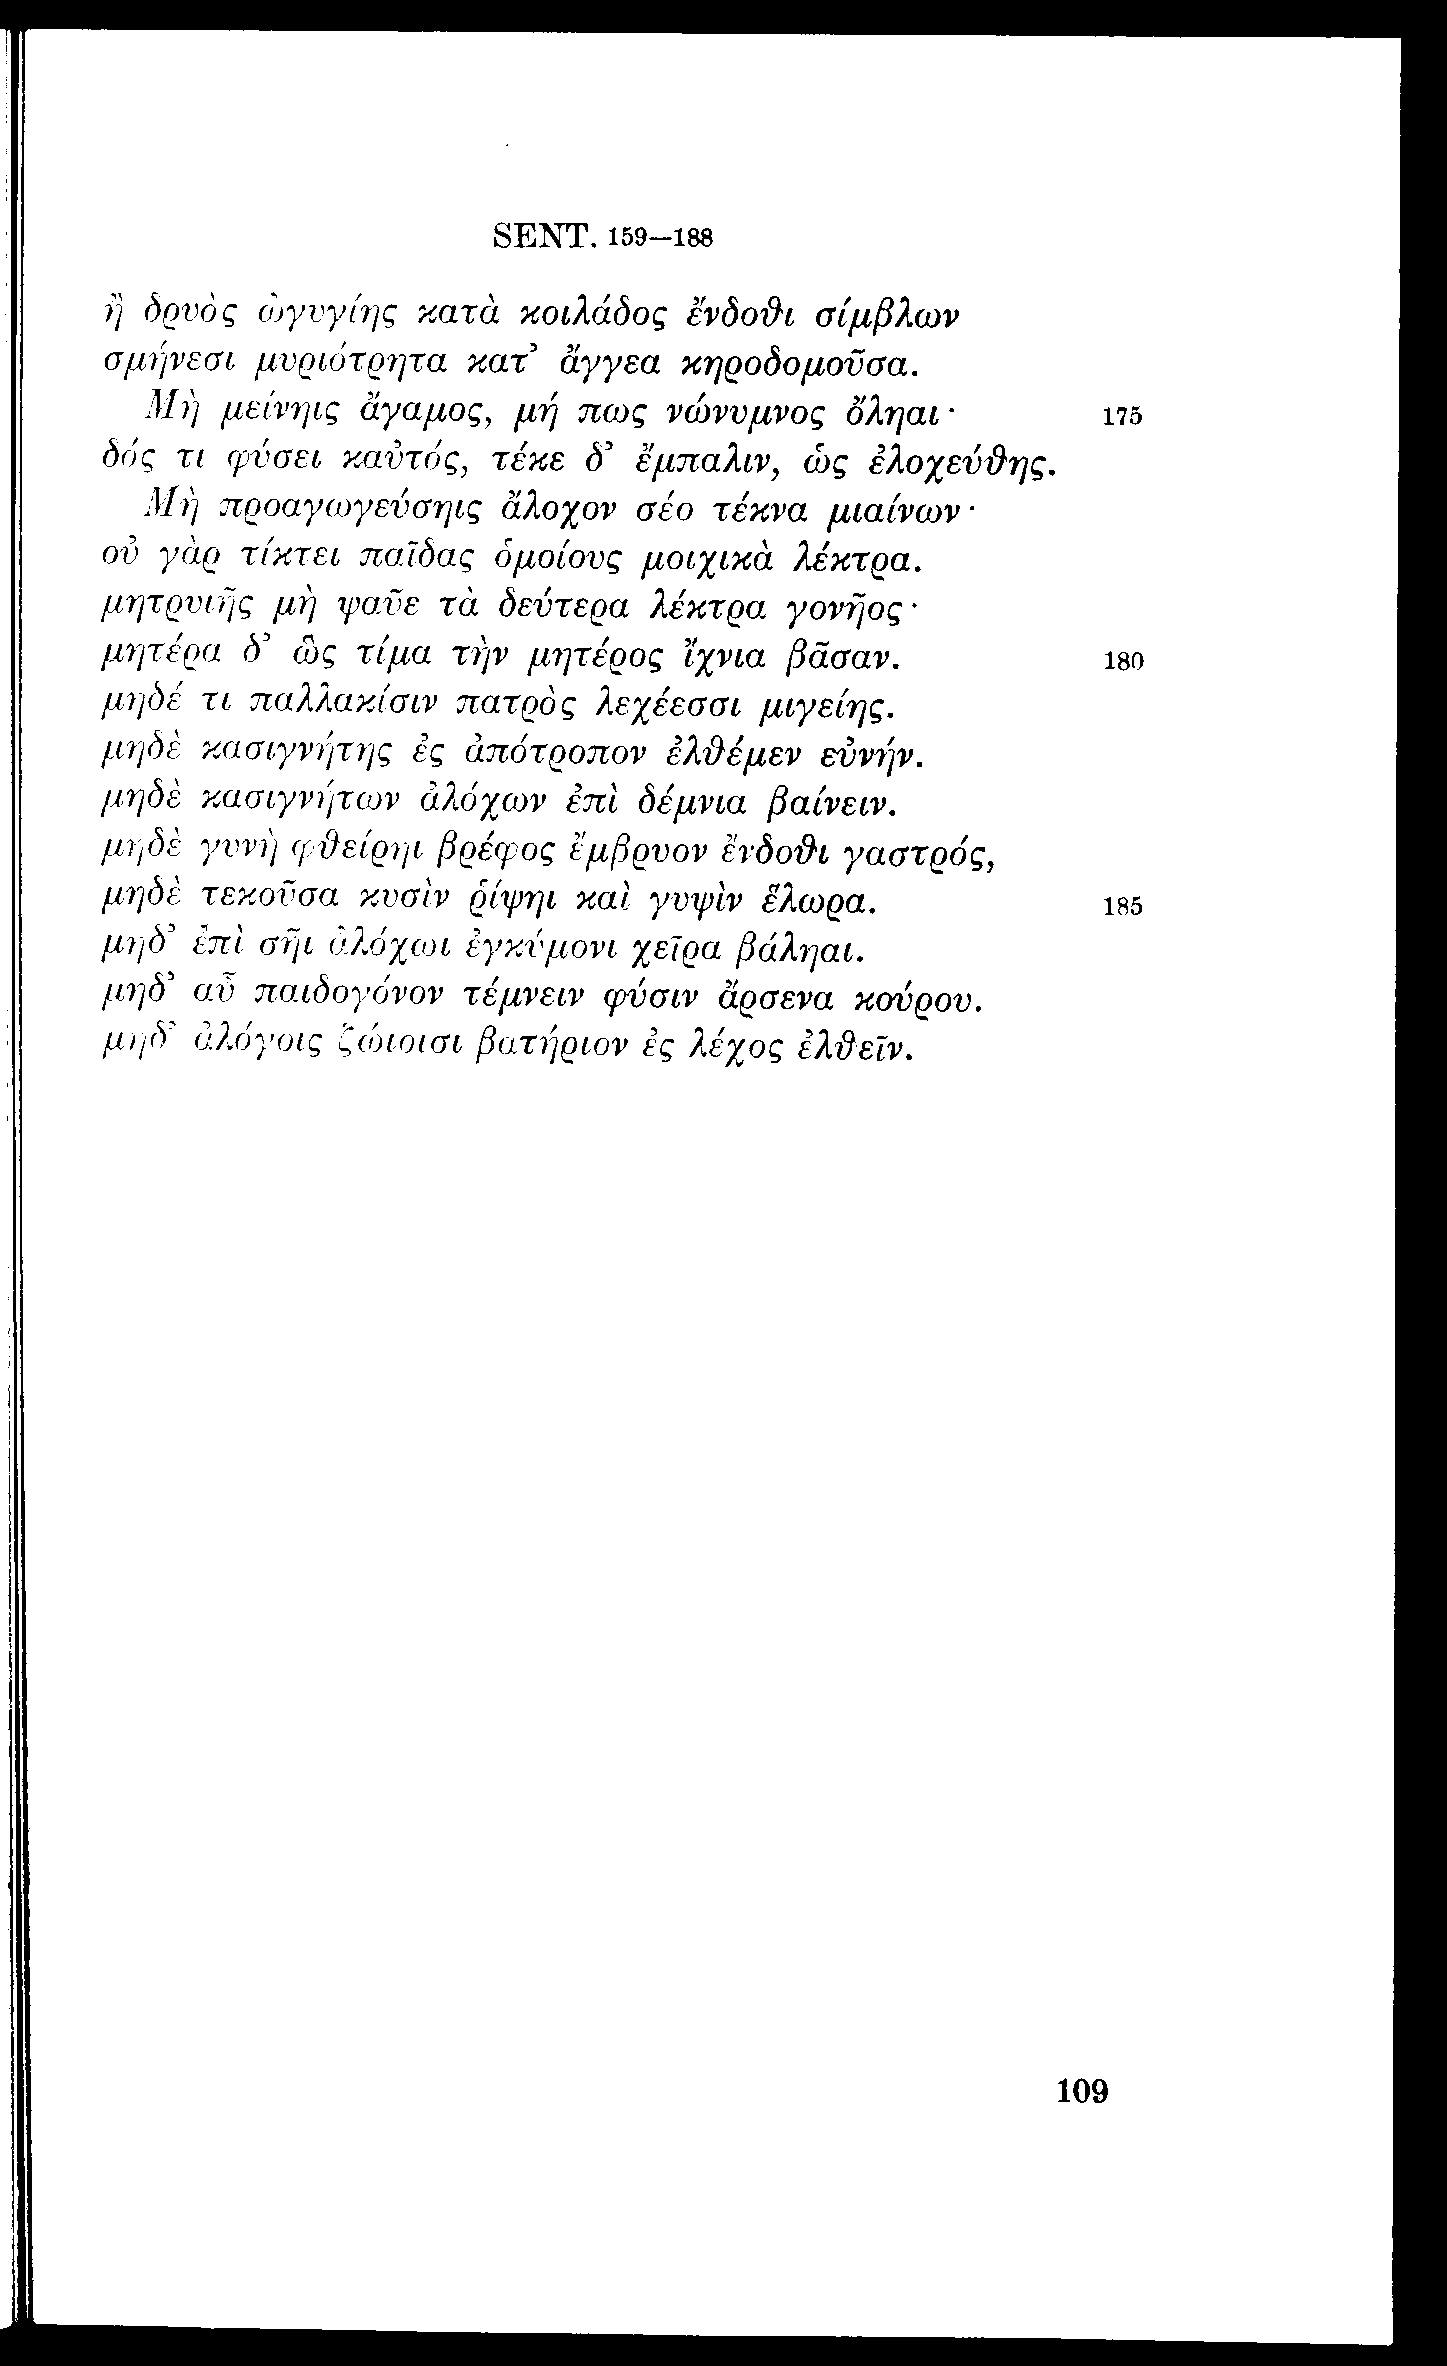 SENT. 159–188
ἢ δρυὸς ὠγυγίης κατὰ κοιλάδος ἔνδοθι σίμβλων
σμήνεσι μυριότρητα κατ’ ἄγγεα κηροδομοῦσα.
Μὴ μείνηις ἄγαμος, μή πως νώνυμνος ὄληαι· 175
δός τι φύσει καὐτός, τέκε δ’ ἔμπαλιν, ὡς ἐλοχεύθης.
Μὴ προαγωγεύσηις ἄλοχον σέο τέκνα μιαίνων·
οὐ γὰρ τίκτει παῖδας ὁμοίους μοιχικὰ λέκτρα.
μητρυιῆς μὴ ψαῦε τὰ δεύτερα λέκτρα γονῆος·
μητέρα δ’ ὣς τίμα τὴν μητέρος ἴχνια βᾶσαν. 180
μηδέ τι παλλακίσιν πατρὸς λεχέεσσι μιγείης.
μηδὲ κασιγνήτης ἐς ἀπότροπον ἐλθέμεν εὐνήν.
μηδὲ κασιγνήτων ἀλόχων ἐπὶ δέμνια βαίνειν.
μηδὲ γυνὴ φθείρηι βρέφος ἔμβρυον ἔνδοθι γαστρός,
μηδὲ τεκοῦσα κυσὶν ῥίψηι καὶ γυψὶν ἕλωρα. 185
μηδ’ ἐπὶ σῆι ἀλόχωι ἐγκύμονι χεῖρα βάληαι.
μηδ’ αὖ παιδογόνον τέμνειν φύσιν ἄρσενα κούρου.
μηδ’ ἀλόγοις ζώιοισι βατήριον ἐς λέχος ἐλθεῖν.
109